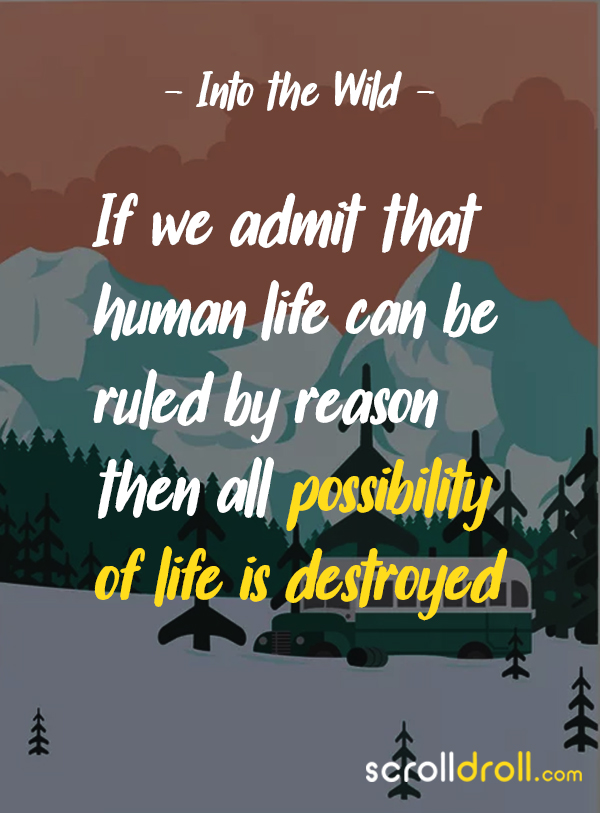 - Into the Wild -
If we admit that
human life can be
ruled by reason
then all possibility
of life is destroyed
scrolldroll.com